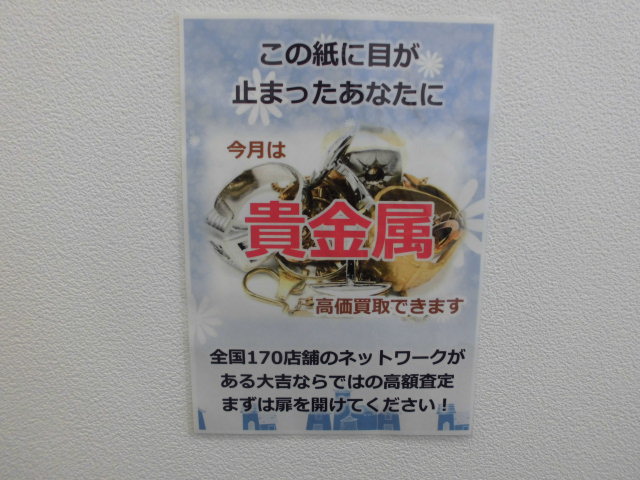 この紙に目が
止まったあなたに
今月は
貴金属
高価買取できます
全国170店舗のネットワークが
ある大吉ならではの高額査定
まずは扉を開けてください！